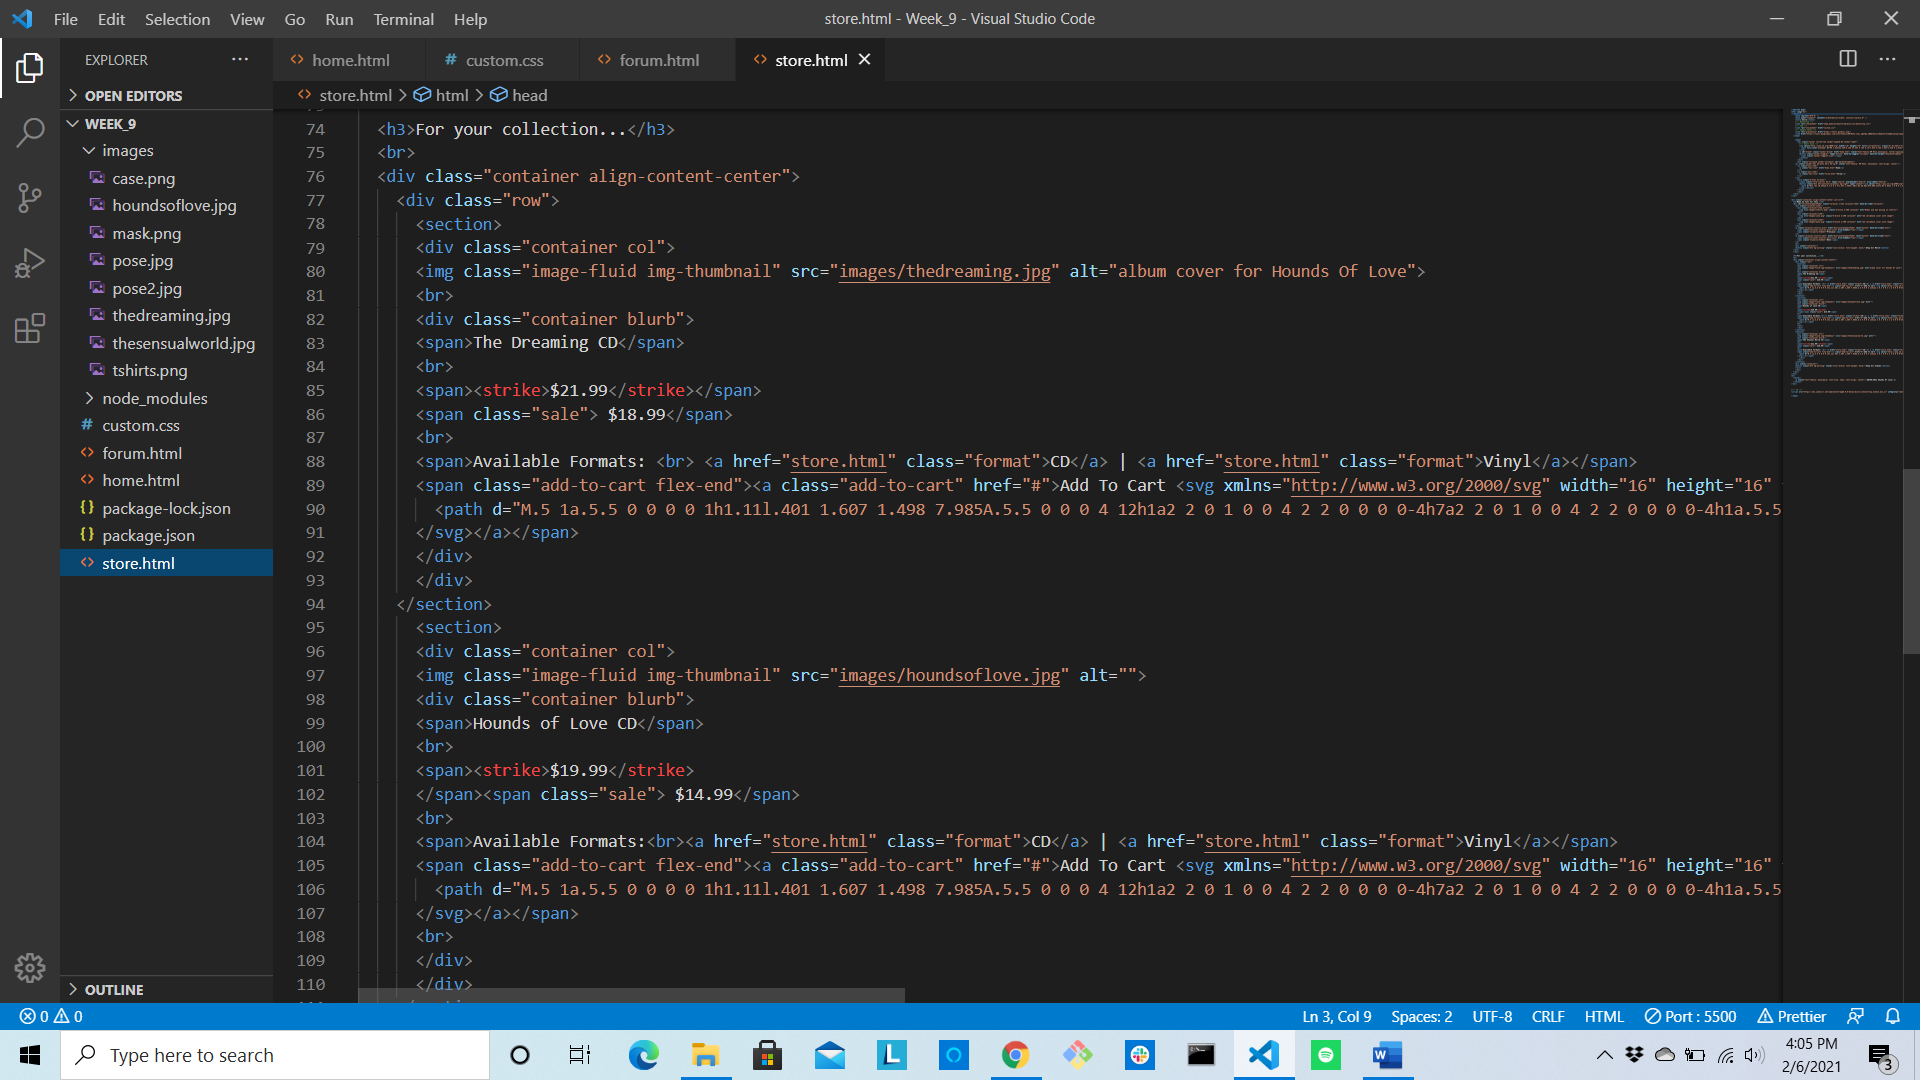 File Edit Selection View Go Run Terminal Help
store.html - Week_9 - Visual Studio Code
EXPLORER
home.html
# custom.css
forum.html
store.html
OPEN EDITORS
WEEK_9
images
case.png
houndsoflove.jpg
mask.png
pose.jpg
pose2.jpg
thedreaming.jpg
thesensualworld.jpg
tshirts.png
node_modules
# custom.css
forum.html
home.html
package-lock.json
package.json
store.html
OUTLINE
store.html > html > head
74 <h3>For your collection...</h3>
75 <br>
76 <div class="container align-content-center">
77 <div class="row">
78 <section>
79 <div class="container col">
80 <img class="image-fluid img-thumbnail" src="images/thedreaming.jpg" alt="album cover for Hounds Of Love">
81 <br>
82 <div class="container blurb">
83 <span>The Dreaming CD</span>
84 <br>
85 <span><strike>$21.99</strike></span>
86 <span class="sale"> $18.99</span>
87 <br>
88 <span>Available Formats: <br> <a href="store.html" class="format">CD</a> | <a href="store.html" class="format">Vinyl</a></span>
89 <span class="add-to-cart flex-end"><a class="add-to-cart" href="#">Add To Cart <svg xmlns="http://www.w3.org/2000/svg" width="16" height="16"
90 <path d="M.5 1a.5.5 0 0 0 0 1h1.11l.401 1.607 1.498 7.985A.5.5 0 0 0 4 12h1a2 2 0 1 0 0 4 2 2 0 0 0 0-4h7a2 2 0 1 0 0 4 2 2 0 0 0 0-4h1a.5.5
91 </svg></a></span>
92 </div>
93 </div>
94 </section>
95 <section>
96 <div class="container col">
97 <img class="image-fluid img-thumbnail" src="images/houndsoflove.jpg" alt="">
98 <div class="container blurb">
99 <span>Hounds of Love CD</span>
100 <br>
101 <span><strike>$19.99</strike>
102 </span><span class="sale"> $14.99</span>
103 <br>
104 <span>Available Formats:<br><a href="store.html" class="format">CD</a> | <a href="store.html" class="format">Vinyl</a></span>
105 <span class="add-to-cart flex-end"><a class="add-to-cart" href="#">Add To Cart <svg xmlns="http://www.w3.org/2000/svg" width="16" height="16"
106 <path d="M.5 1a.5.5 0 0 0 0 1h1.11l.401 1.607 1.498 7.985A.5.5 0 0 0 4 12h1a2 2 0 1 0 0 4 2 2 0 0 0 0-4h7a2 2 0 1 0 0 4 2 2 0 0 0 0-4h1a.5.5
107 </svg></a></span>
108 <br>
109 </div>
110 </div>
0 0
Ln 3, Col 9 Spaces: 2 UTF-8 CRLF HTML Port : 5500 Prettier
Type here to search
4:05 PM
2/6/2021
3